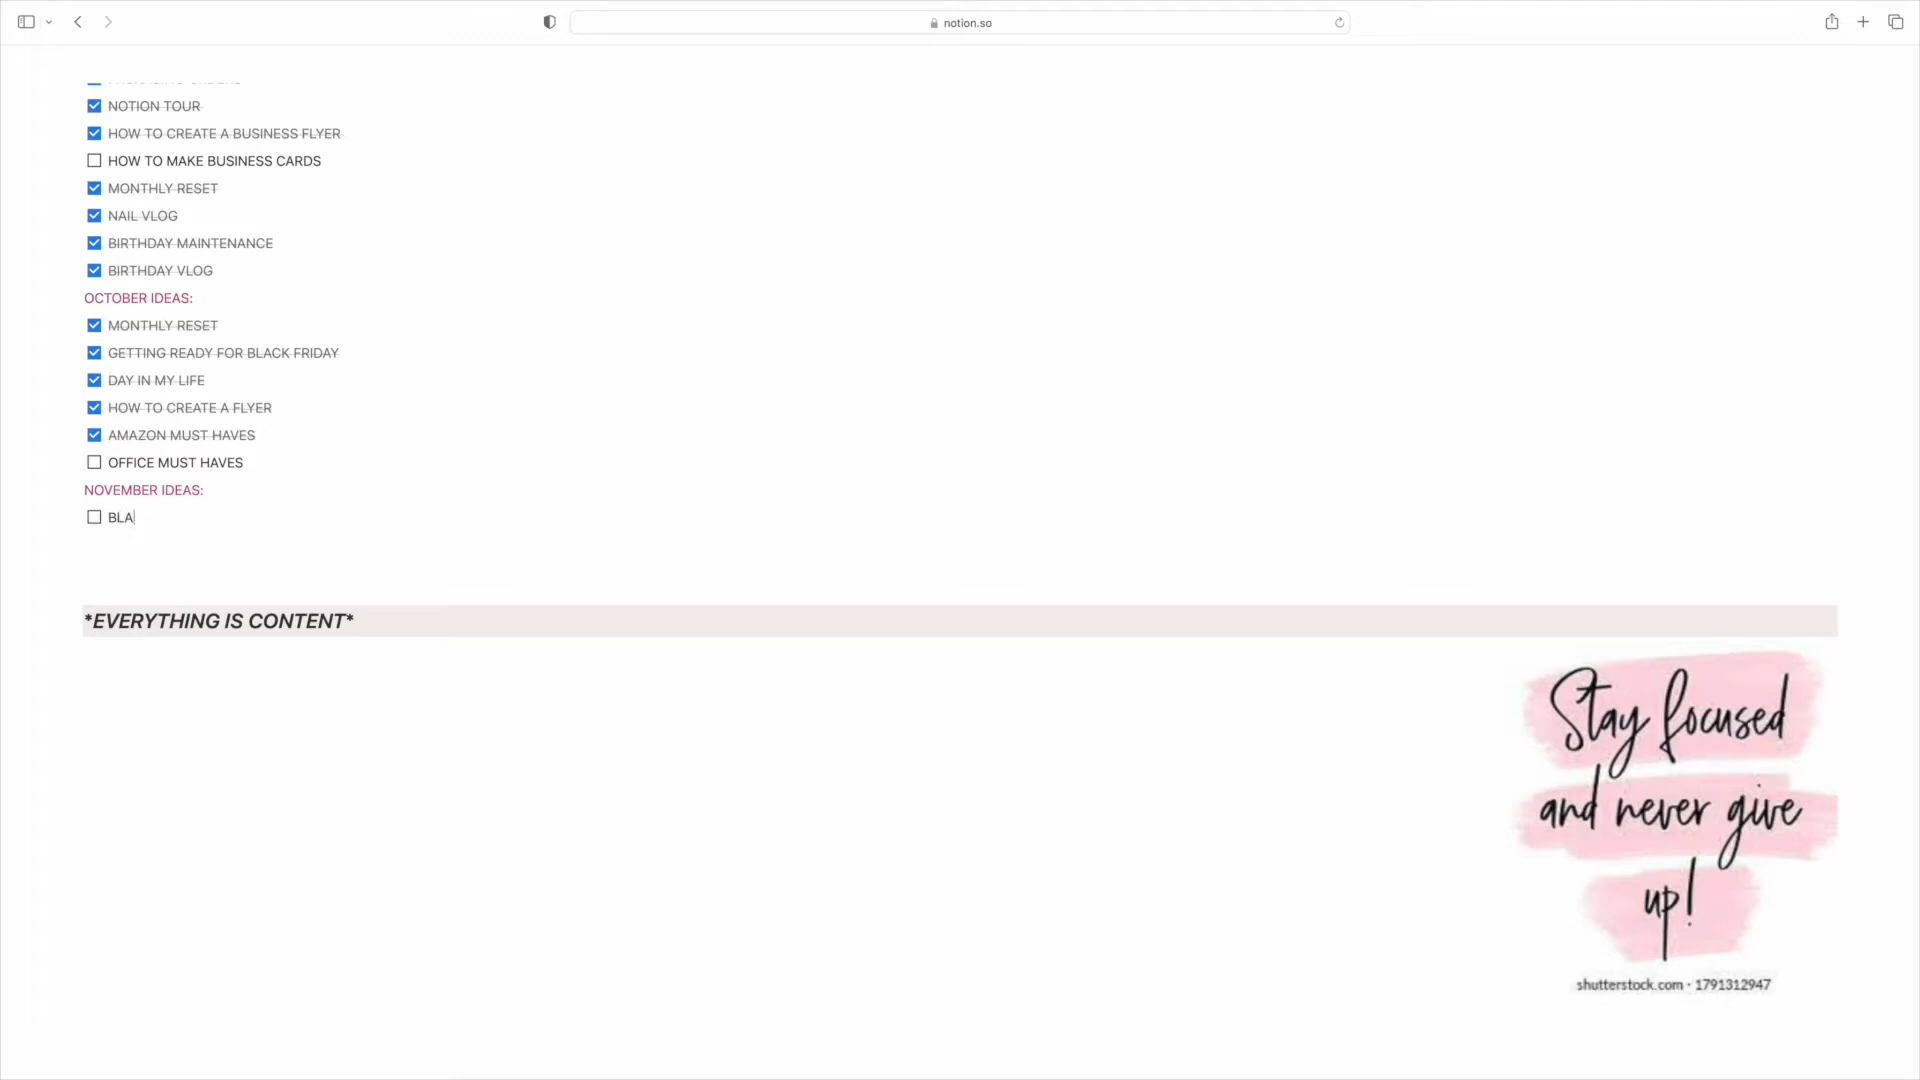 notion.so
NOTION TOUR
HOW TO CREATE A BUSINESS FLYER
HOW TO MAKE BUSINESS CARDS
MONTHLY RESET
NAIL VLOG
BIRTHDAY MAINTENANCE
BIRTHDAY VLOG
OCTOBER IDEAS:
MONTHLY RESET
GETTING READY FOR BLACK FRIDAY
DAY IN MY LIFE
HOW TO CREATE A FLYER
AMAZON MUST HAVES
OFFICE MUST HAVES
NOVEMBER IDEAS:
BLA
*EVERYTHING IS CONTENT*
Stay focused
and never give
up!
shutterstock.com · 1791312947